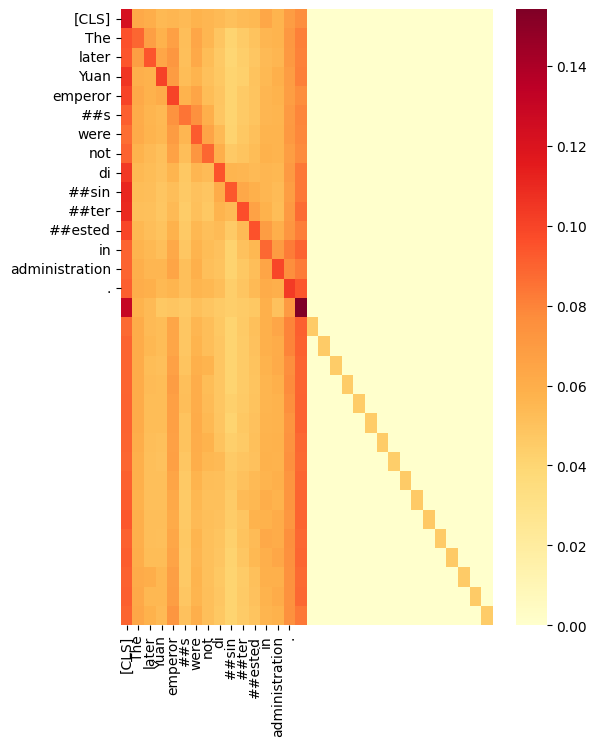 [CLS]
The
later
Yuan
emperor
##s
were
not
di
##sin
##ter
##ested
in
administration
.
0.14
0.12
0.10
0.08
0.06
0.04
0.02
0.00
[CLS]
The
later
Yuan
emperor
##s
were
not
di
##sin
##ter
##ested
in
administration
.